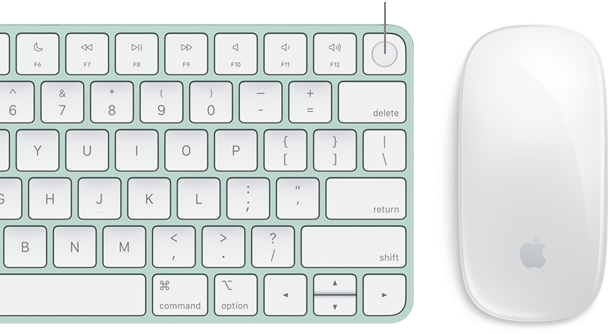 F6 F7 F8 F9 F10 F11 F12
^ & * ( ) — +
6 7 8 9 0 - = delete
Y U I O P { } |
[ ] \
G H J K L : " return
; '
B N M < > ? shift
, . /
⌘ ⌥
command option